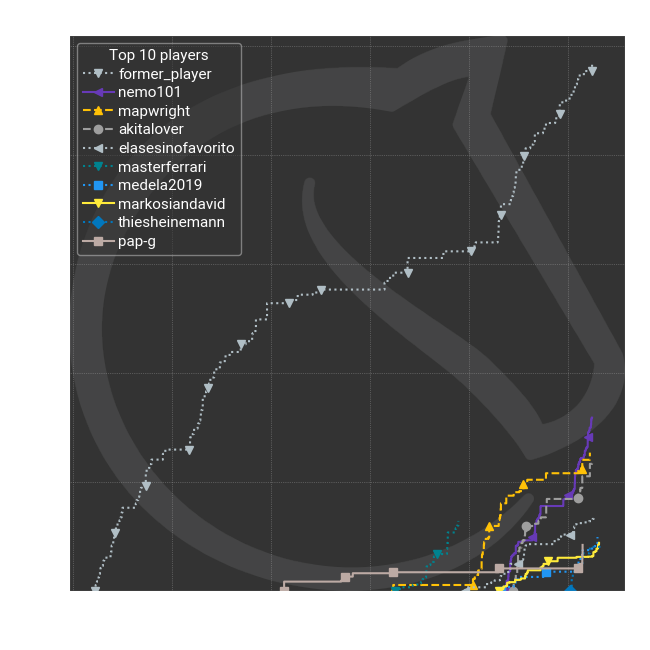 Top 10 players
former_player
nemo101
mapwright
akitalover
elasesinofavorito
masterferrari
medela2019
markosiandavid
thiesheinemann
pap-g